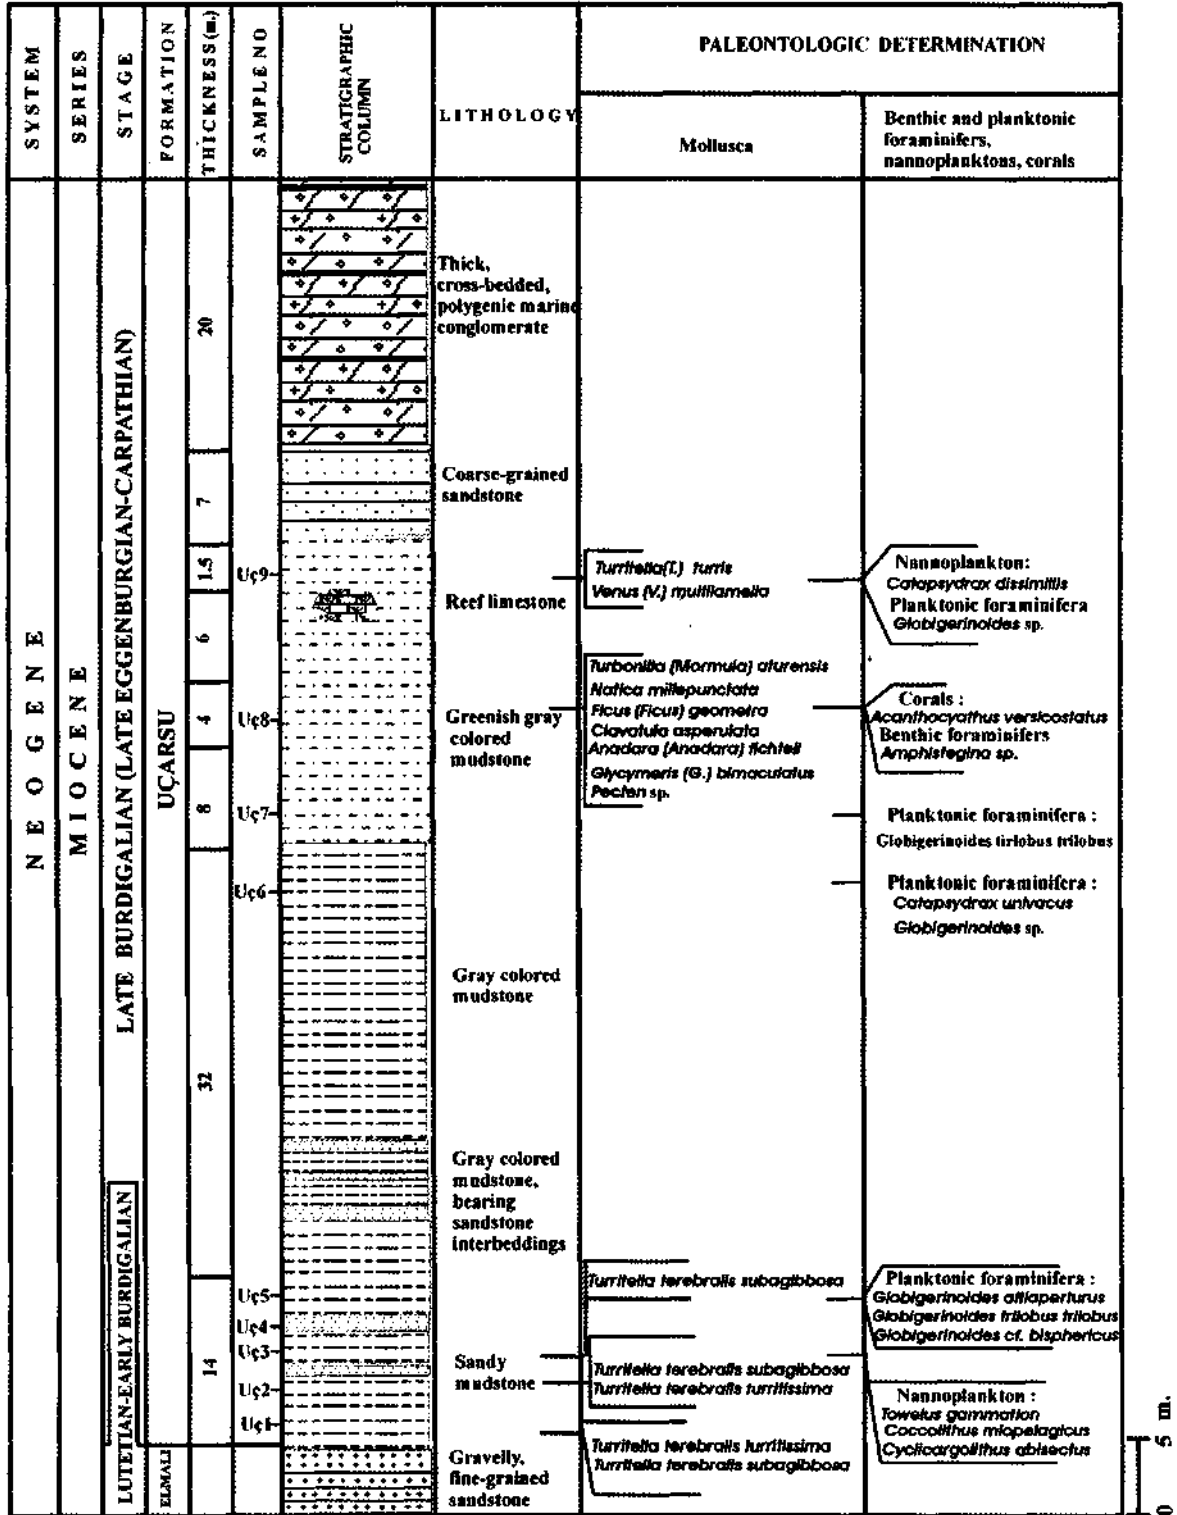 SYSTEM
SERIES
STAGE
FORMATION
THICKNESS (m.)
SAMPLE NO
STRATIGRAPHIC
COLUMN
LITHOLOGY
PALEONTOLOGIC DETERMINATION
Mollusca
Benthic and planktonic
foraminifers,
nannoplanktons, corals
NEOGENE
MIOCENE
LATE BURDIGALIAN (LATE EGGENBURGIAN-CARPATHIAN)
LUTETIAN-EARLY BURDIGALIAN
UÇARSU
ELMALI
20
7
1.5
6
4
8
32
14
Uç9
Uç8
Uç7
Uç6
Uç5
Uç4
Uç3
Uç2
Uç1
Thick,
cross-bedded,
polygenic marine
conglomerate
Coarse-grained
sandstone
Reef limestone
Greenish gray
colored
mudstone
Gray colored
mudstone
Gray colored
mudstone,
bearing
sandstone
interbeddings
Sandy
mudstone
Gravelly,
fine-grained
sandstone
Turritella(T.) turris
Venus (V.) multilamella
Turbonilla (Mormula) aturensis
Natica millepunctata
Ficus (Ficus) geometra
Clavatula asperulata
Anadara (Anadara) fichteli
Glycymeris (G.) bimaculatus
Pecten sp.
Turritella terebralis subagibbosa
Turritella terebralis subagibbosa
Turritella terebralis turritissima
Turritella terebralis turritissima
Turritella terebralis subagibbosa
Nannoplankton:
Catapsydrax dissimilis
Planktonic foraminifera
Globigerinoides sp.
Corals :
Acanthocyathus versicostatus
Benthic foraminifers
Amphistegina sp.
Planktonic foraminifera :
Globigerinoides tirlobus trilobus
Planktonic foraminifera :
Catapsydrax univacus
Globigerinoides sp.
Planktonic foraminifera :
Globigerinoides altiaperturus
Globigerinoides trilobus trilobus
Globigerinoides cf. bisphericus
Nannoplankton :
Toweius gammation
Coccolithus miopelagicus
Cyclicargolithus abisectus
5 m.
0